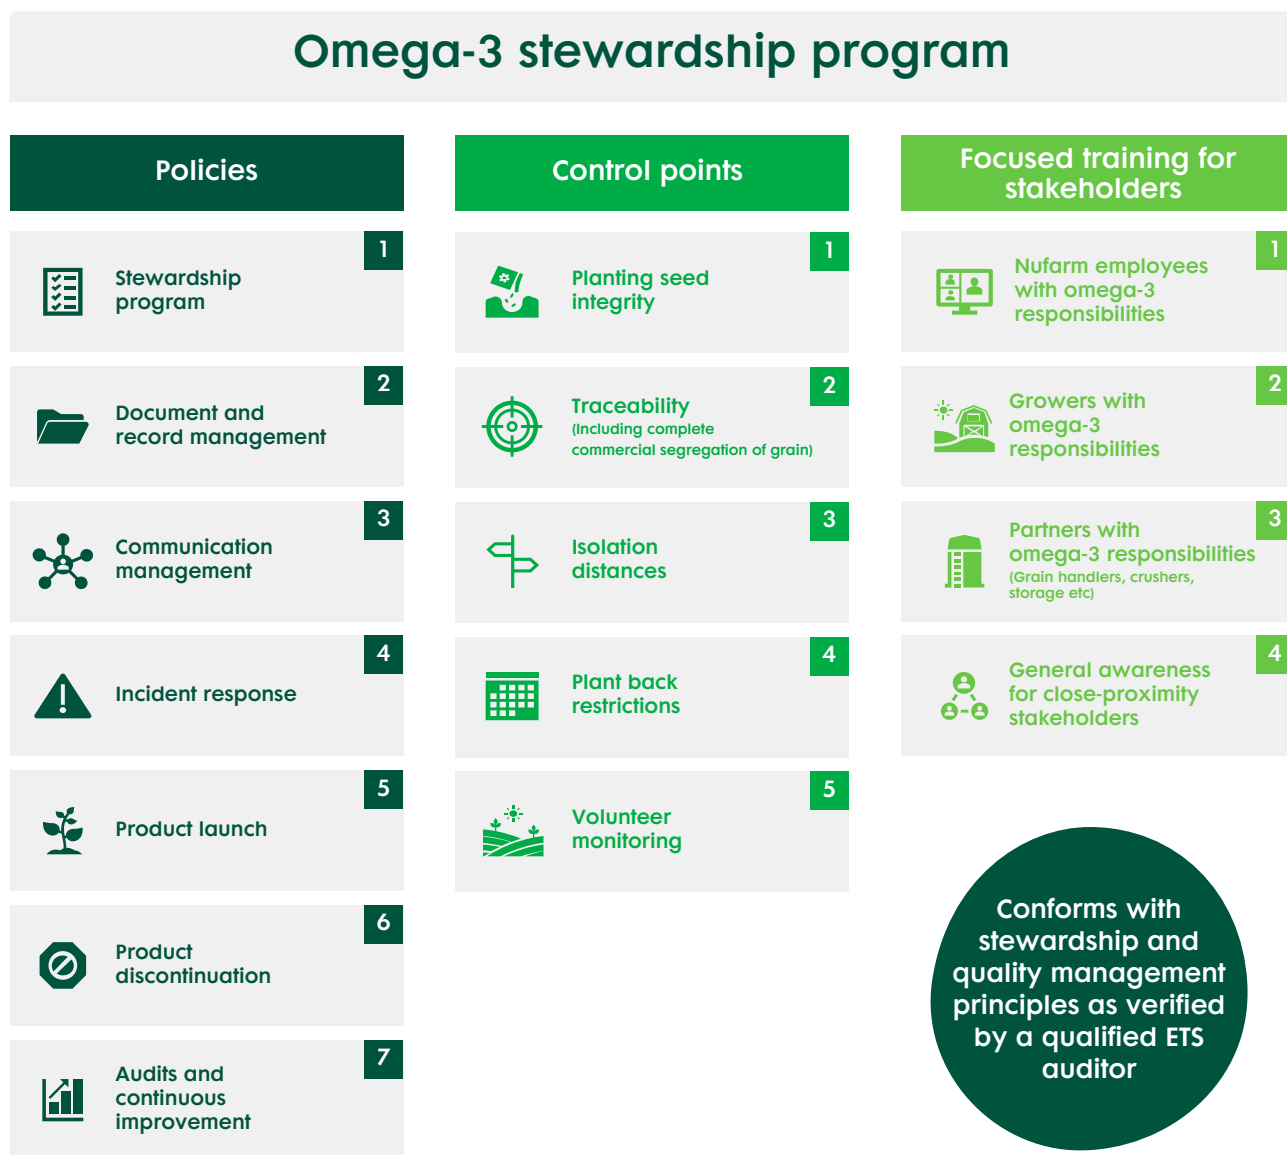 Omega-3 stewardship program
Policies
1
Stewardship
program
2
Document and
record management
3
Communication
management
4
Incident response
5
Product launch
6
Product
discontinuation
7
Audits and
continuous
improvement
Control points
1
Planting seed
integrity
2
Traceability
(Including complete
commercial segregation of grain)
3
Isolation
distances
4
Plant back
restrictions
5
Volunteer
monitoring
Focused training for
stakeholders
1
Nufarm employees
with omega-3
responsibilities
2
Growers with
omega-3
responsibilities
3
Partners with
omega-3 responsibilities
(Grain handlers, crushers,
storage etc)
4
General awareness
for close-proximity
stakeholders
Conforms with
stewardship and
quality management
principles as verified
by a qualified ETS
auditor